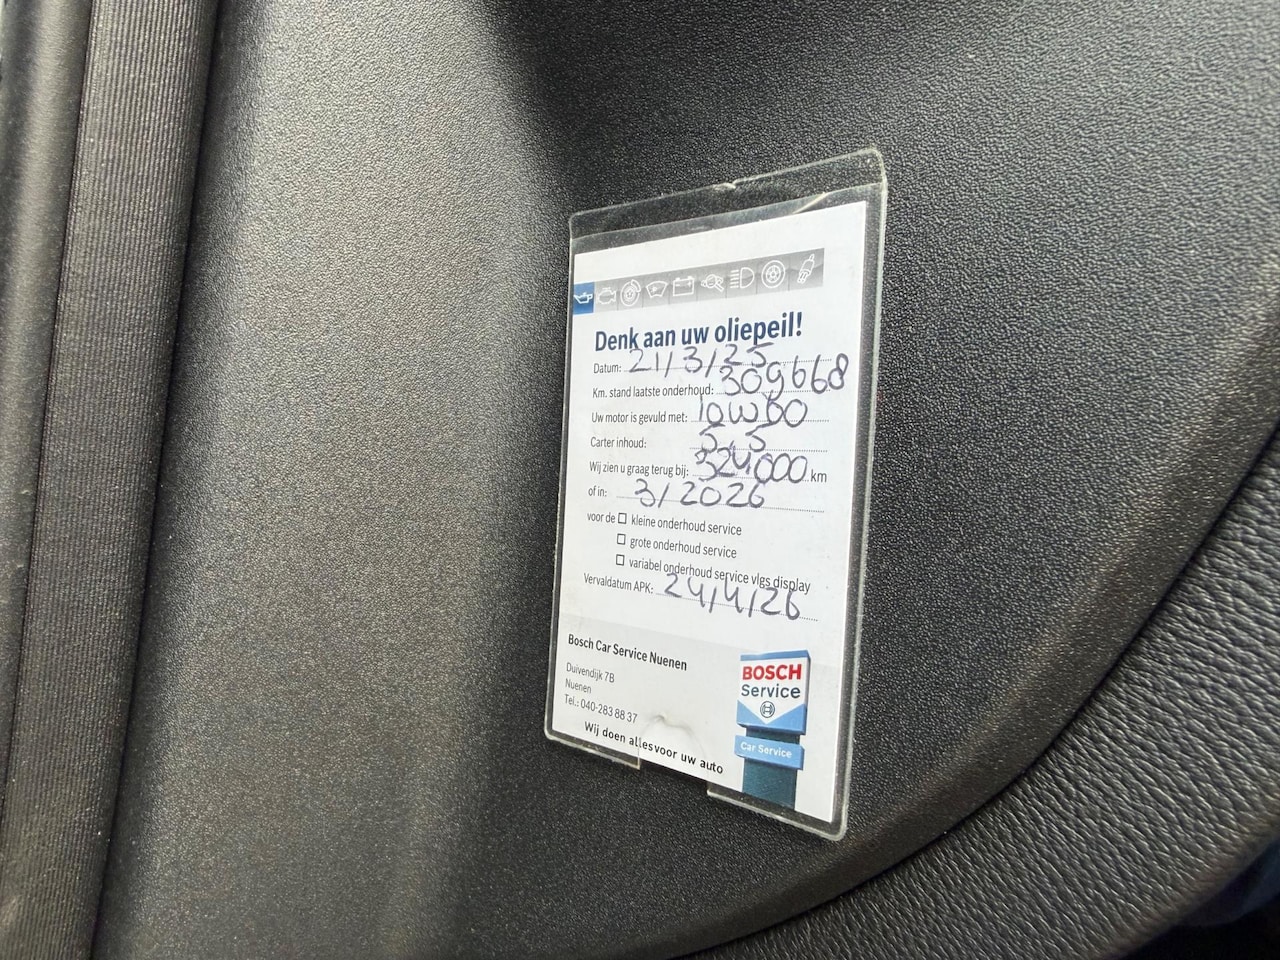 Denk aan uw oliepeil!
Datum: 21/3/25
Km. stand laatste onderhoud: 309668
Uw motor is gevuld met: 10W60
Carter inhoud: 5,5
Wij zien u graag terug bij: 324000 km
of in: 3/2026
voor de ☐ kleine onderhoud service
☐ grote onderhoud service
☐ variabel onderhoud service vlgs display
Vervaldatum APK: 24/4/26
Bosch Car Service Nuenen
Duivendijk 7B
Nuenen
Tel.: 040-283 88 37
Wij doen alles voor uw auto
BOSCH
Service
Car Service